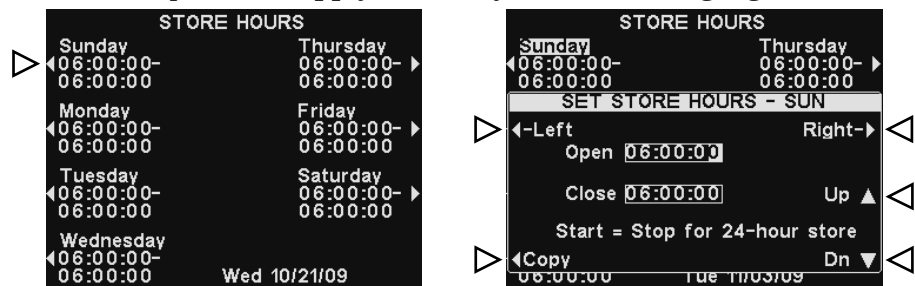 STORE HOURS
Sunday Thursday
06:00:00- 06:00:00-
06:00:00 06:00:00
Monday Friday
06:00:00- 06:00:00-
06:00:00 06:00:00
Tuesday Saturday
06:00:00- 06:00:00-
06:00:00 06:00:00
Wednesday
06:00:00-
06:00:00 Wed 10/21/09
STORE HOURS
Sunday Thursday
06:00:00- 06:00:00-
06:00:00 06:00:00
SET STORE HOURS - SUN
-Left Right-
Open 06:00:00
Close 06:00:00 Up
Start = Stop for 24-hour store
Copy Dn
06:00:00 Tue 11/03/09